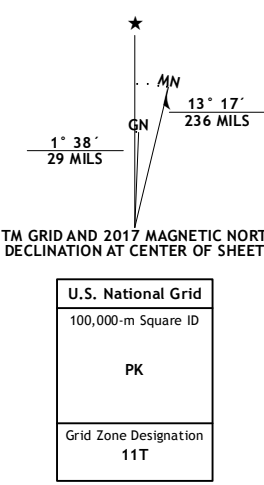 ★
MN
GN
13° 17´
236 MILS
1° 38´
29 MILS
TM GRID AND 2017 MAGNETIC NORT
DECLINATION AT CENTER OF SHEET
U.S. National Grid
100,000-m Square ID
PK
Grid Zone Designation
11T